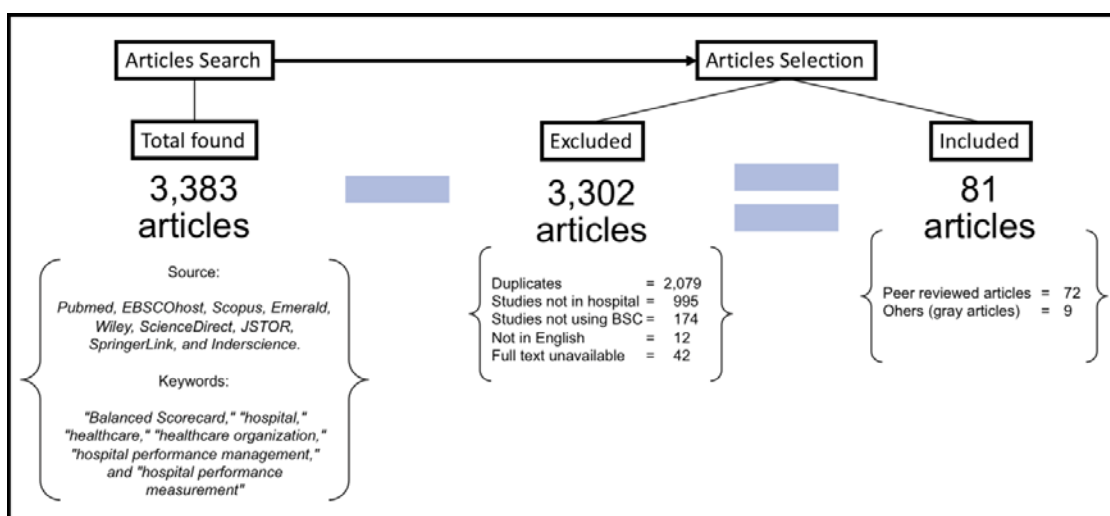 Articles Search
Articles Selection
Total found
Excluded
Included
3,383
articles
3,302
articles
81
articles
Source:
Pubmed, EBSCOhost, Scopus, Emerald,
Wiley, ScienceDirect, JSTOR,
SpringerLink, and Inderscience.
Keywords:
"Balanced Scorecard," "hospital,"
"healthcare," "healthcare organization,"
"hospital performance management,"
and "hospital performance
measurement"
Duplicates = 2,079
Studies not in hospital = 995
Studies not using BSC = 174
Not in English = 12
Full text unavailable = 42
Peer reviewed articles = 72
Ohers (gray articles) = 9